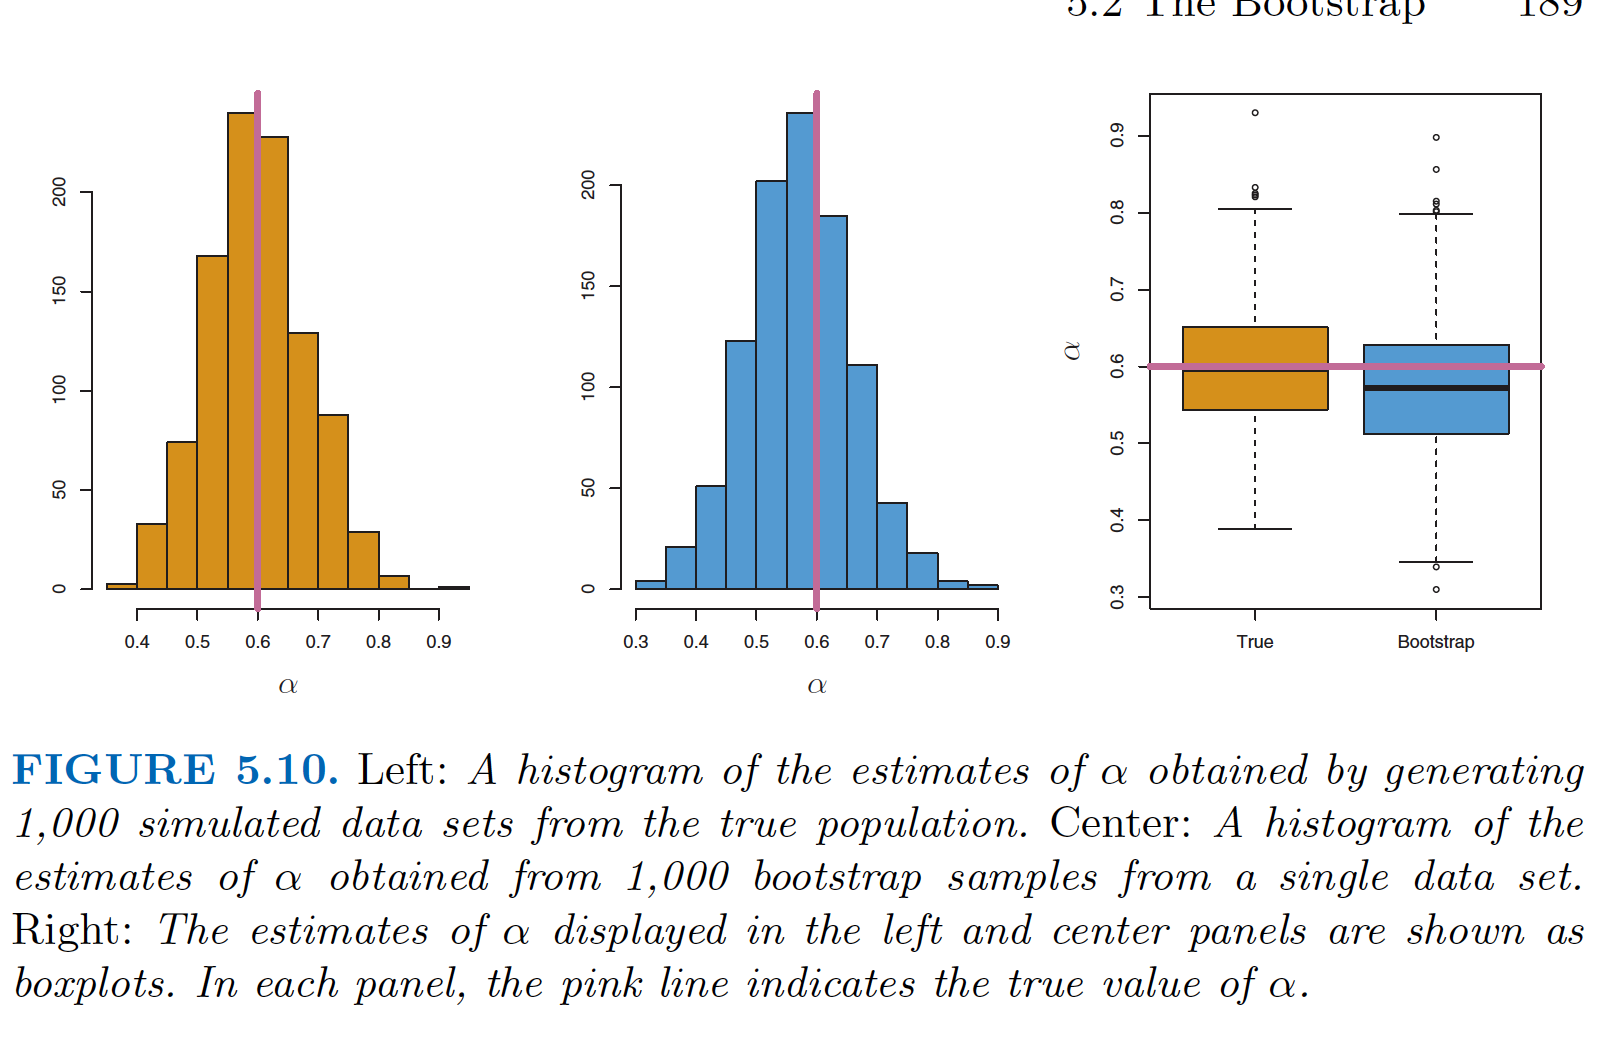 5.2 The Bootstrap 189
200
150
100
50
0
0.4 0.5 0.6 0.7 0.8 0.9
α
200
150
100
50
0
0.3 0.4 0.5 0.6 0.7 0.8 0.9
α
α
0.9
0.8
0.7
0.6
0.5
0.4
0.3
True Bootstrap
FIGURE 5.10. Left: A histogram of the estimates of α obtained by generating
1,000 simulated data sets from the true population. Center: A histogram of the
estimates of α obtained from 1,000 bootstrap samples from a single data set.
Right: The estimates of α displayed in the left and center panels are shown as
boxplots. In each panel, the pink line indicates the true value of α.